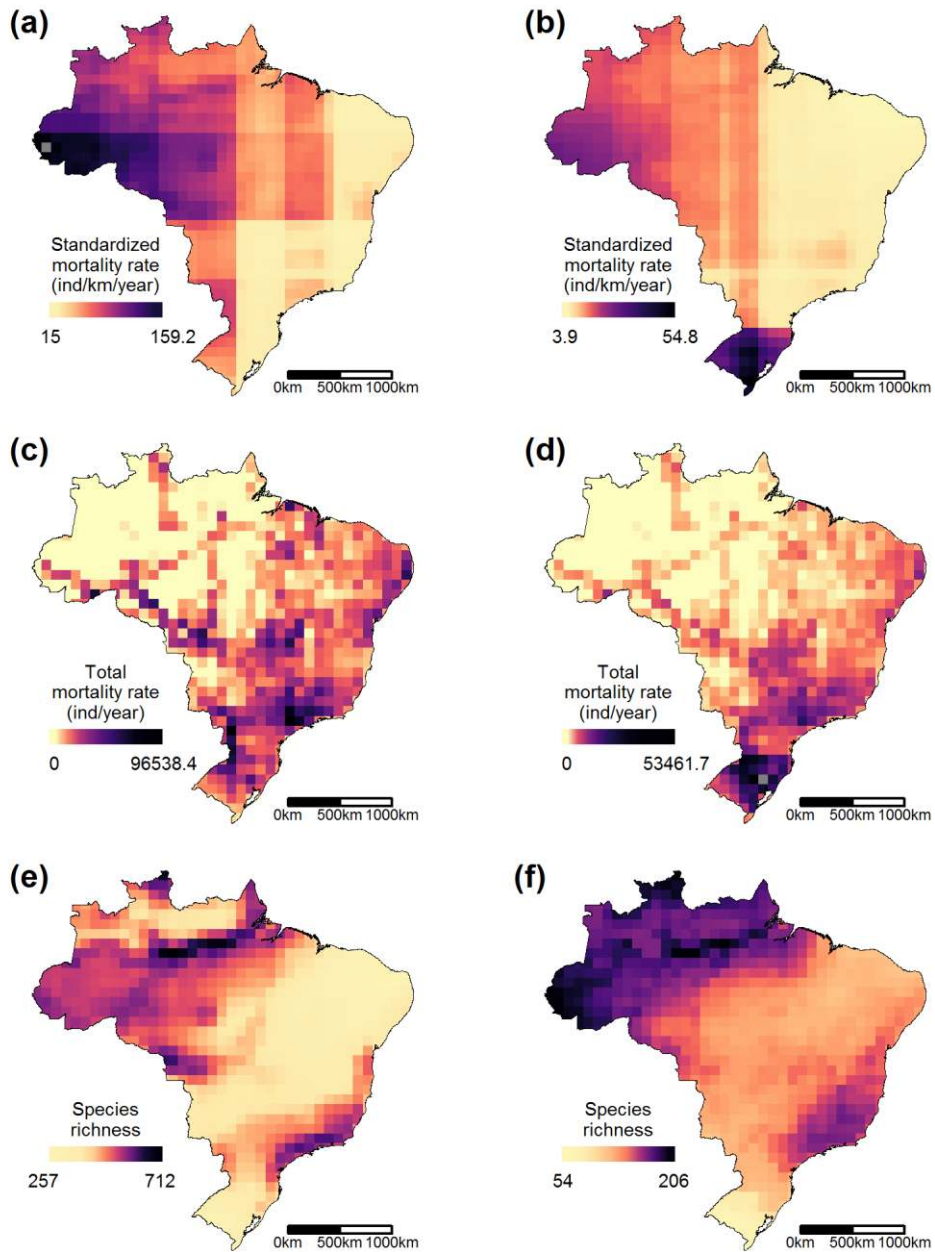 (a)
Standardized
mortality rate
(ind/km/year)
15 159.2
0km 500km 1000km
(b)
Standardized
mortality rate
(ind/km/year)
3.9 54.8
0km 500km 1000km
(c)
Total
mortality rate
(ind/year)
0 96538.4
0km 500km 1000km
(d)
Total
mortality rate
(ind/year)
0 53461.7
0km 500km 1000km
(e)
Species
richness
257 712
0km 500km 1000km
(f)
Species
richness
54 206
0km 500km 1000km